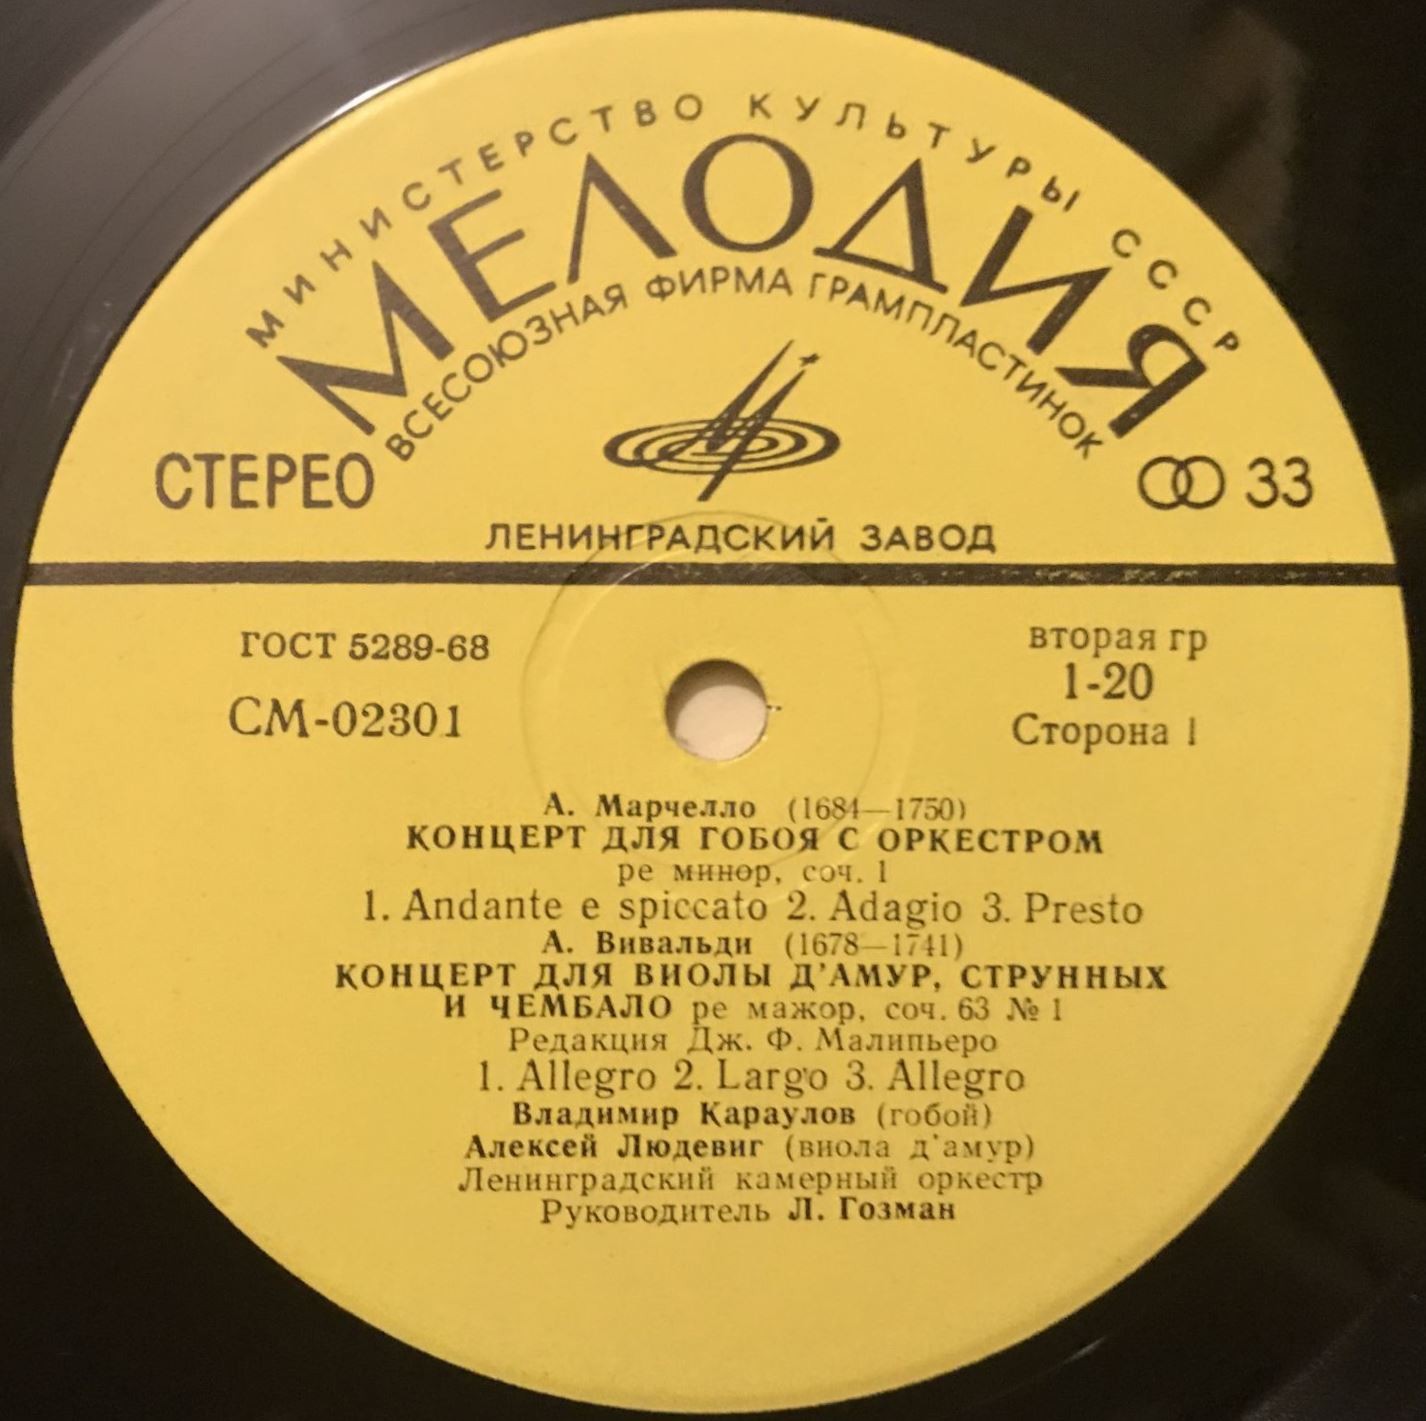 МИНИСТЕРСТВО КУЛЬТУРЫ СССР
МЕЛОДИЯ
ВСЕСОЮЗНАЯ ФИРМА ГРАМПЛАСТИНОК
СТЕРЕО
33
ЛЕНИНГРАДСКИЙ ЗАВОД
ГОСТ 5289-68
вторая гр
1-20
СМ-02301
Сторона 1
А. Марчелло (1684—1750)
КОНЦЕРТ ДЛЯ ГОБОЯ С ОРКЕСТРОМ
ре минор, соч. 1
1. Andante e spiccato 2. Adagio 3. Presto
А. Вивальди (1678—1741)
КОНЦЕРТ ДЛЯ ВИОЛЫ Д'АМУР, СТРУННЫХ
И ЧЕМБАЛО ре мажор, соч. 63 № 1
Редакция Дж. Ф. Малипьеро
1. Allegro 2. Largo 3. Allegro
Владимир Караулов (гобой)
Алексей Людевиг (виола д'амур)
Ленинградский камерный оркестр
Руководитель Л. Гозман